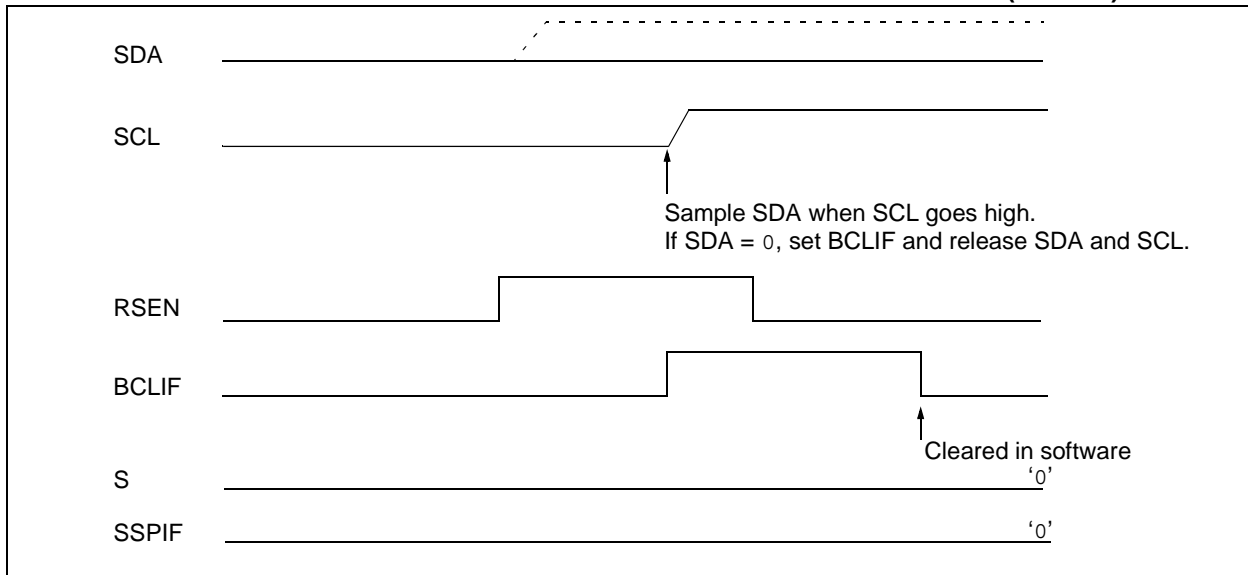 SDA
SCL
Sample SDA when SCL goes high.
If SDA = 0, set BCLIF and release SDA and SCL.
RSEN
BCLIF
Cleared in software
S
‘0’
SSPIF
‘0’